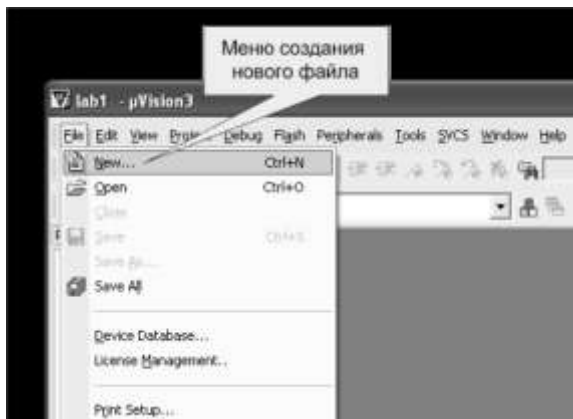 Меню создания
нового файла
lab1 - µVision3
File Edit View Project Debug Flash Peripherals Tools SVCS Window Help
New... Ctrl+N
Open Ctrl+O
Close
Save Ctrl+S
Save As...
Save All
Device Database...
License Management...
Print Setup...